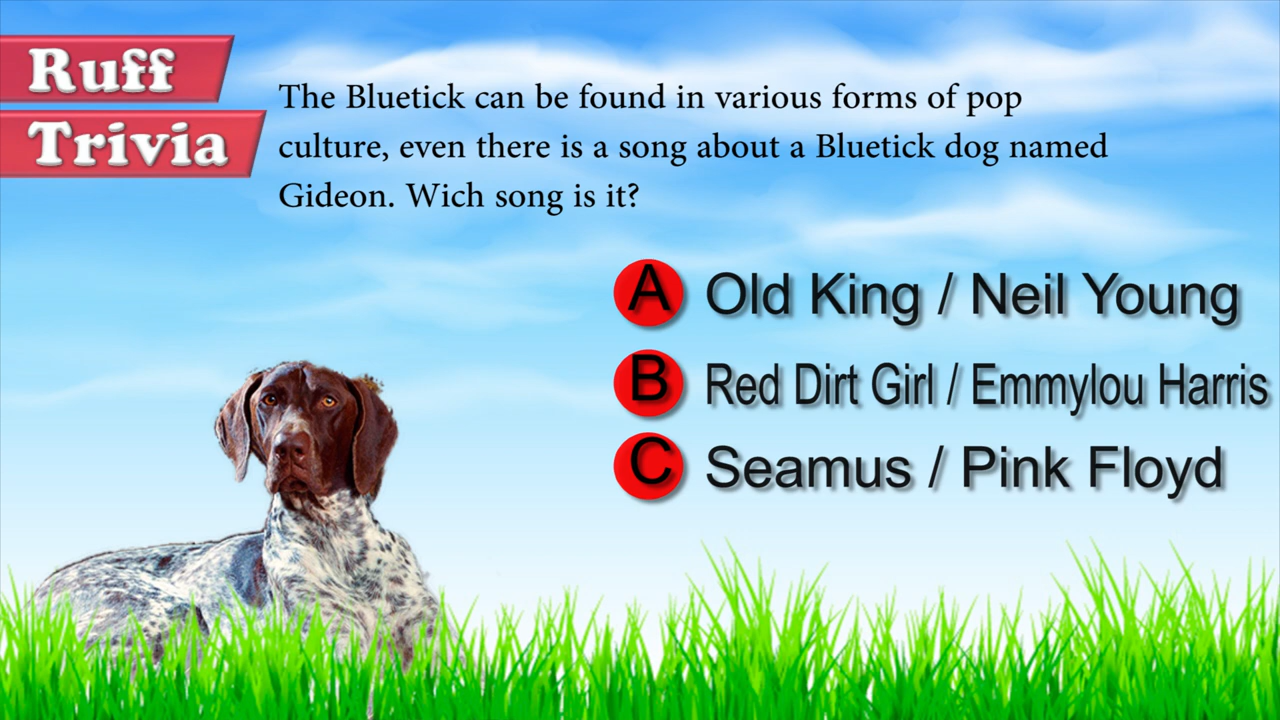 Ruff
Trivia
The Bluetick can be found in various forms of pop
culture, even there is a song about a Bluetick dog named
Gideon. Wich song is it?
A Old King / Neil Young
B Red Dirt Girl / Emmylou Harris
C Seamus / Pink Floyd